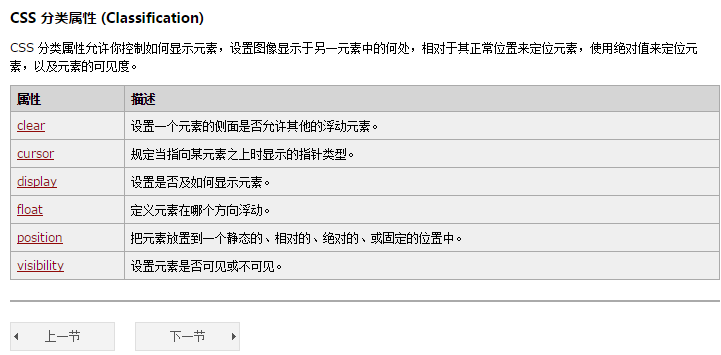 CSS 分类属性 (Classification)
CSS 分类属性允许你控制如何显示元素，设置图像显示于另一元素中的何处，相对于其正常位置来定位元素，使用绝对值来定位元
素，以及元素的可见度。
属性 描述
clear 设置一个元素的侧面是否允许其他的浮动元素。
cursor 规定当指向某元素之上时显示的指针类型。
display 设置是否及如何显示元素。
float 定义元素在哪个方向浮动。
position 把元素放置到一个静态的、相对的、绝对的、或固定的位置中。
visibility 设置元素是否可见或不可见。
上一节 下一节